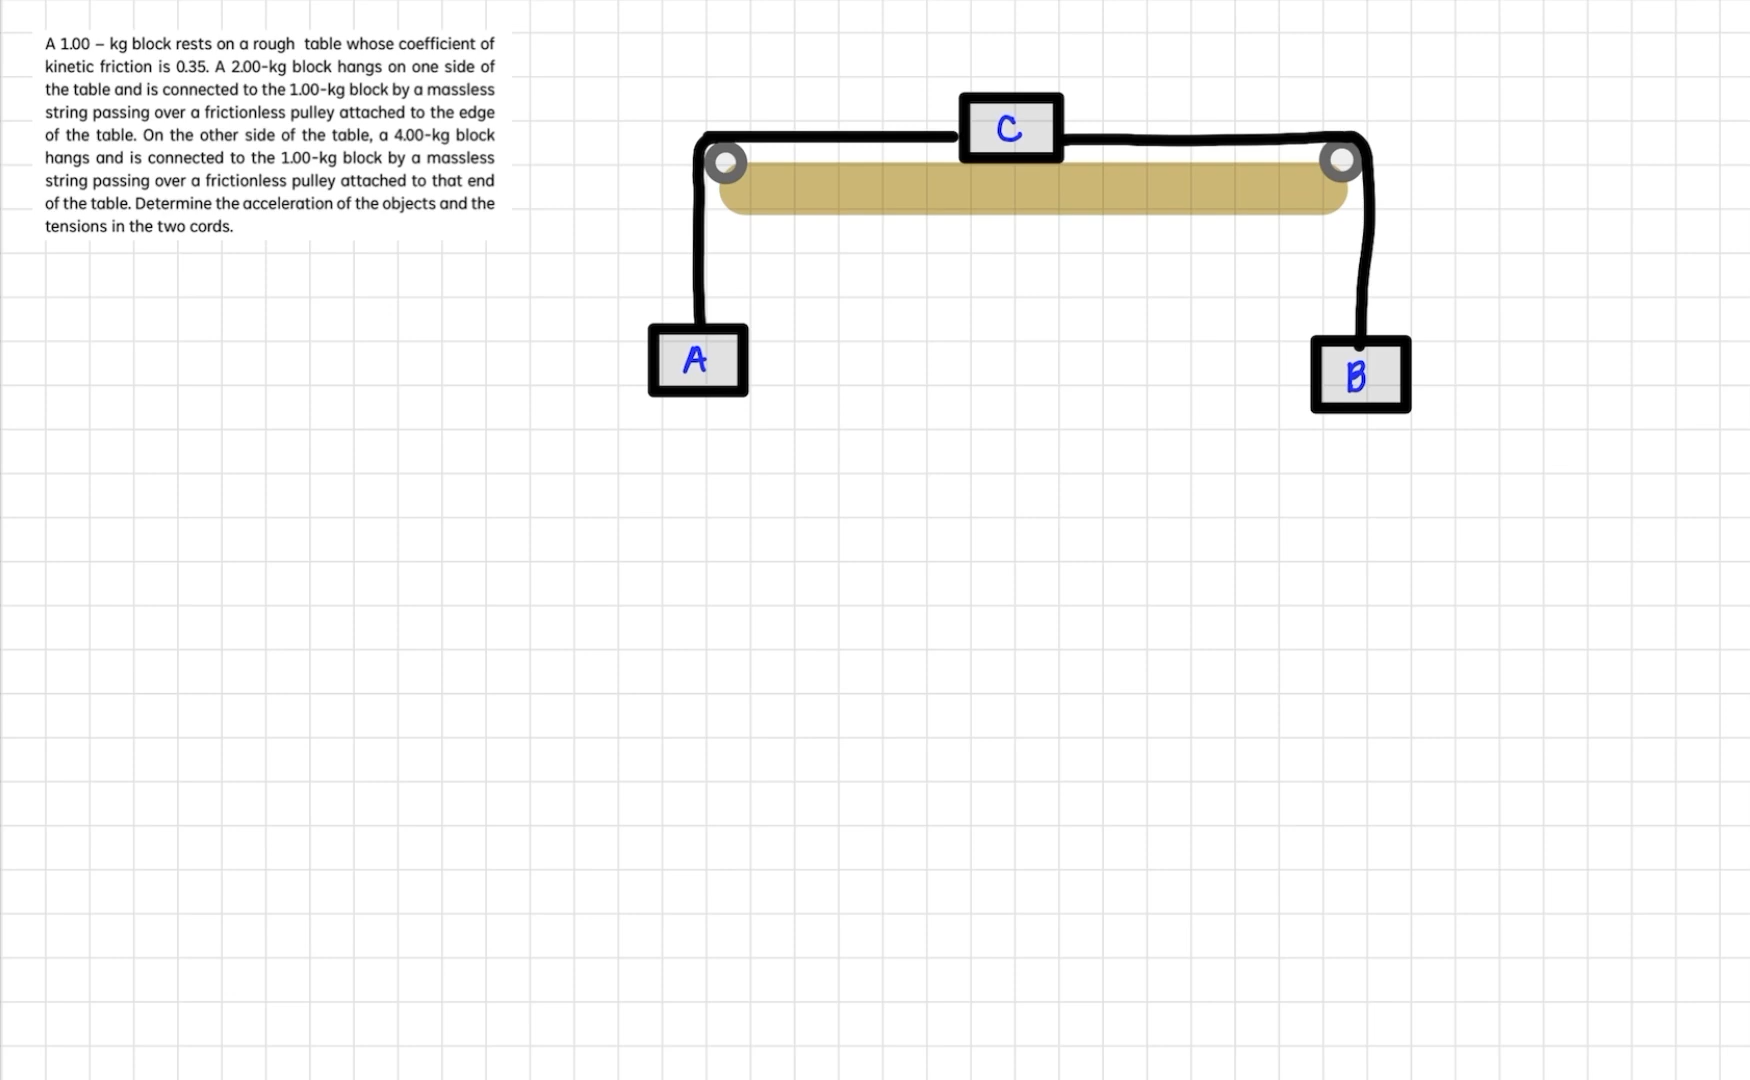 A 1.00 – kg block rests on a rough table whose coefficient of
kinetic friction is 0.35. A 2.00-kg block hangs on one side of
the table and is connected to the 1.00-kg block by a massless
string passing over a frictionless pulley attached to the edge
of the table. On the other side of the table, a 4.00-kg block
hangs and is connected to the 1.00-kg block by a massless
string passing over a frictionless pulley attached to that end
of the table. Determine the acceleration of the objects and the
tensions in the two cords.
C
A
B